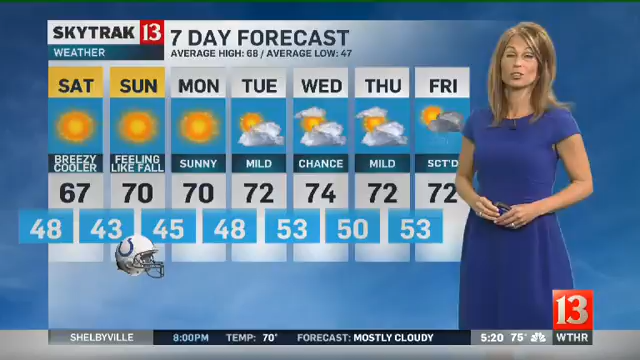 SKYTRAK 13
WEATHER
7 DAY FORECAST
AVERAGE HIGH: 68 / AVERAGE LOW: 47
SAT SUN MON TUE WED THU FRI
BREEZY COOLER FEELING LIKE FALL SUNNY MILD CHANCE MILD SCT'D
67 70 70 72 74 72 72
48 43 45 48 53 50 53
13
SHELBYVILLE 8:00PM TEMP: 70° FORECAST: MOSTLY CLOUDY 5:20 75° WTHR